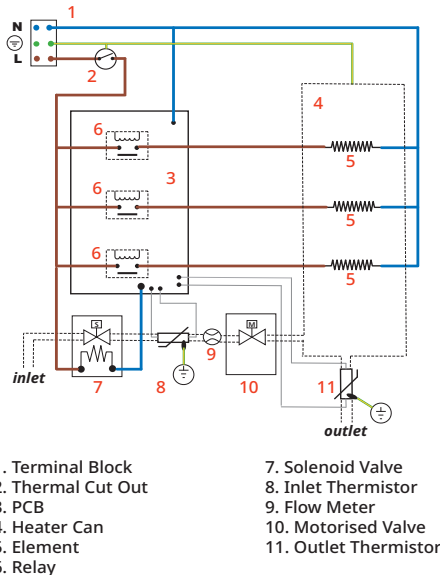 1
N
L
2
3
4
6
5
6
5
6
5
S
M
inlet
7
8
9
10
11
outlet
. Terminal Block
2. Thermal Cut Out
3. PCB
4. Heater Can
5. Element
6. Relay
7. Solenoid Valve
8. Inlet Thermistor
9. Flow Meter
10. Motorised Valve
11. Outlet Thermistor